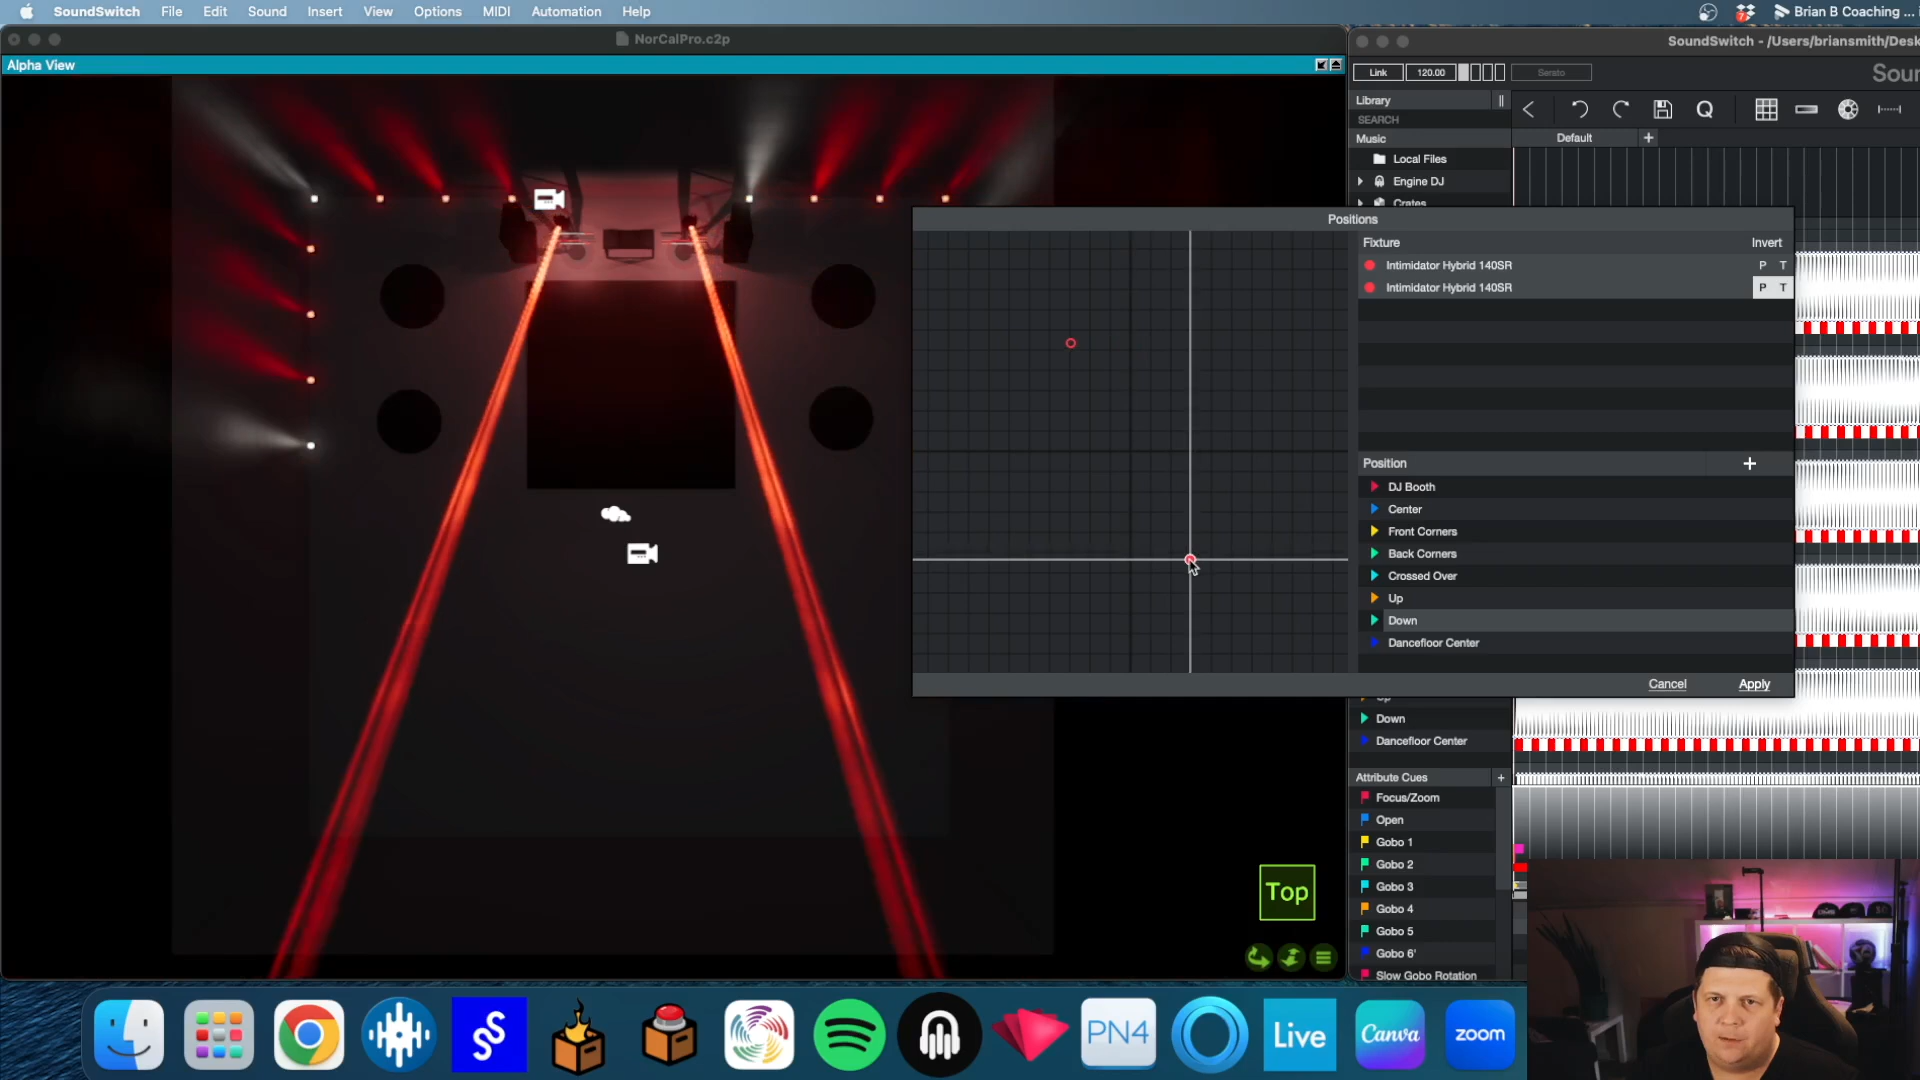 SoundSwitch File Edit Sound Insert View Options MIDI Automation Help
Brian B Coaching ...
NorCalPro.c2p
Alpha View
Top
SoundSwitch - /Users/briansmith/Desk
Link 120.00 Serato
Sour
Library
SEARCH
Q
Music
Default +
Local Files
Engine DJ
Crates
Positions
Fixture Invert
Intimidator Hybrid 140SR P T
Intimidator Hybrid 140SR P T
Position +
DJ Booth
Center
Front Corners
Back Corners
Crossed Over
Up
Down
Dancefloor Center
Cancel Apply
Up
Down
Dancefloor Center
Attribute Cues +
Focus/Zoom
Open
Gobo 1
Gobo 2
Gobo 3
Gobo 4
Gobo 5
Gobo 6'
Slow Gobo Rotation
PN4
Live
Canva
zoom